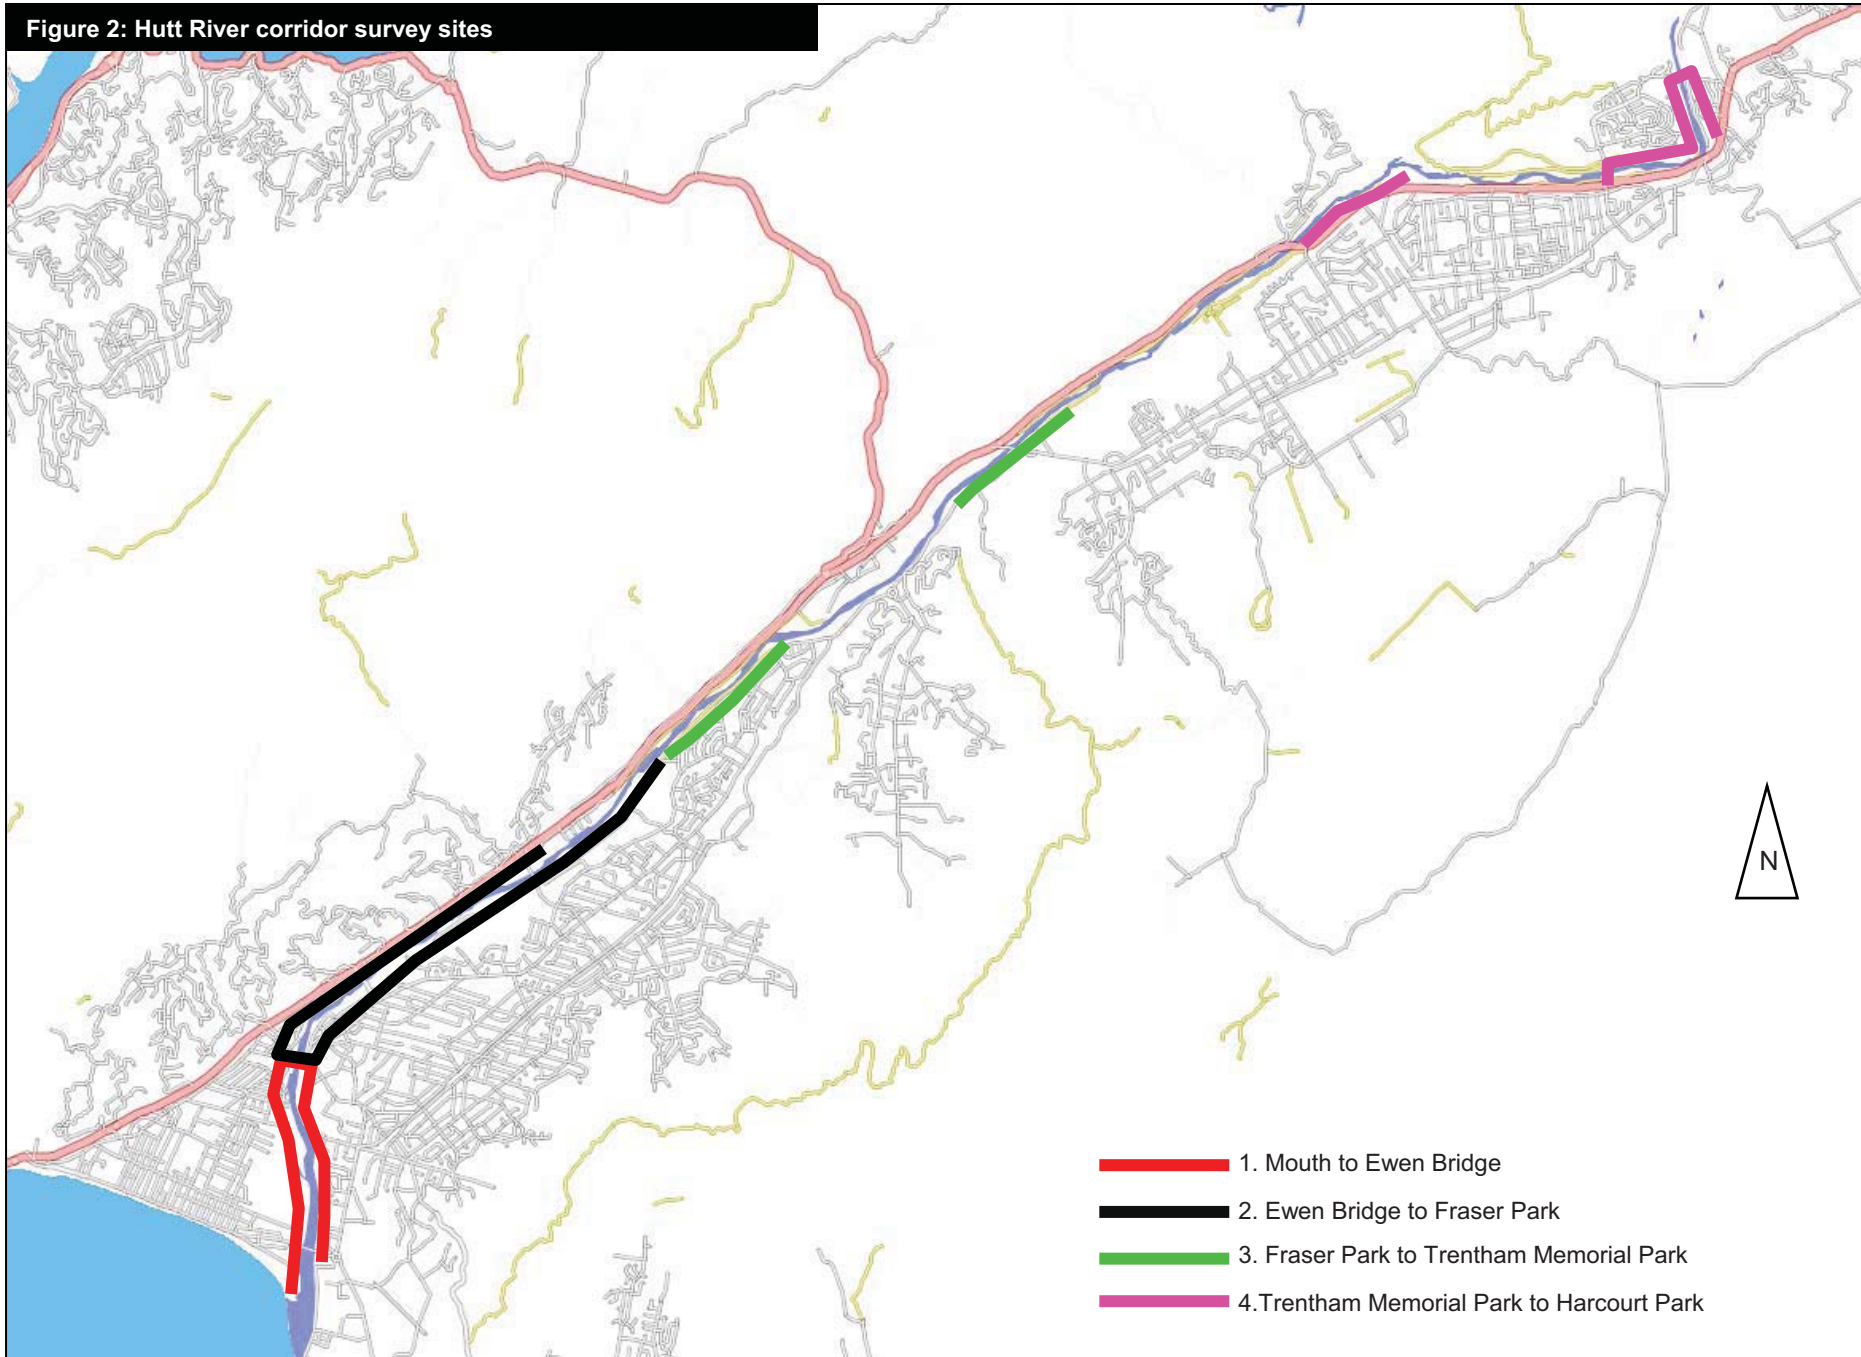 Figure 2: Hutt River corridor survey sites
N
1. Mouth to Ewen Bridge
2. Ewen Bridge to Fraser Park
3. Fraser Park to Trentham Memorial Park
4.Trentham Memorial Park to Harcourt Park